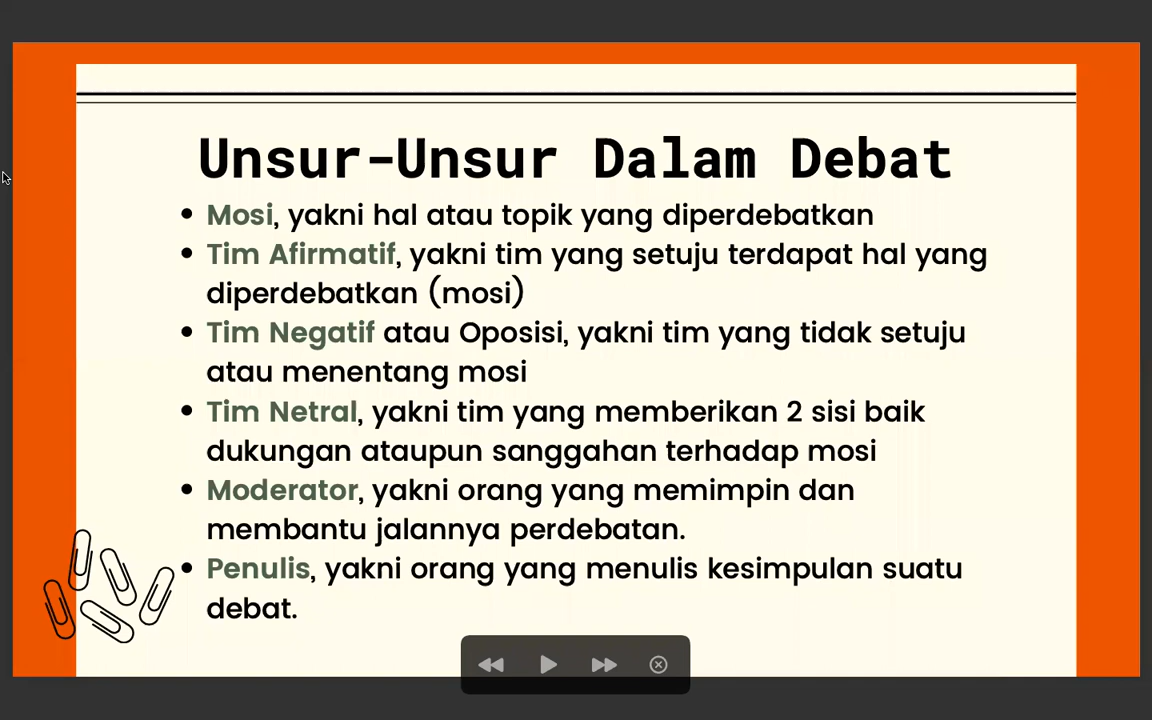 Unsur-Unsur Dalam Debat
• Mosi, yakni hal atau topik yang diperdebatkan
• Tim Afirmatif, yakni tim yang setuju terdapat hal yang
diperdebatkan (mosi)
• Tim Negatif atau Oposisi, yakni tim yang tidak setuju
atau menentang mosi
• Tim Netral, yakni tim yang memberikan 2 sisi baik
dukungan ataupun sanggahan terhadap mosi
• Moderator, yakni orang yang memimpin dan
membantu jalannya perdebatan.
• Penulis, yakni orang yang menulis kesimpulan suatu
debat.